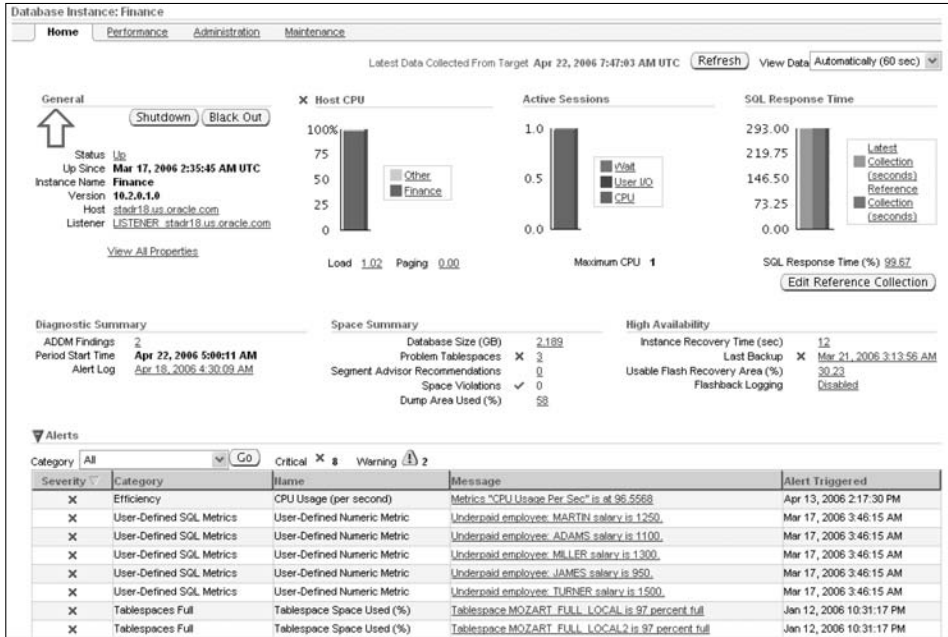 Database Instance: Finance
Home Performance Administration Maintenance
Latest Data Collected From Target Apr 22, 2006 7:47:03 AM UTC Refresh View Data Automatically (60 sec)
General
Shutdown Black Out
Status Up
Up Since Mar 17, 2006 2:35:45 AM UTC
Instance Name Finance
Version 10.2.0.1.0
Host stadr18.us.oracle.com
Listener LISTENER_stadr18.us.oracle.com
View All Properties
Host CPU
100%
75
50
25
0
Other
Finance
Load 1.02 Paging 0.00
Active Sessions
1.0
0.5
0.0
Wait
User I/O
CPU
Maximum CPU 1
SQL Response Time
293.00
219.75
146.50
73.25
0.00
Latest
Collection
(seconds)
Reference
Collection
(seconds)
SQL Response Time (%) 99.67
Edit Reference Collection
Diagnostic Summary
ADDM Findings 2
Period Start Time Apr 22, 2006 5:00:11 AM
Alert Log Apr 18, 2006 4:30:09 AM
Space Summary
Database Size (GB) 2.189
Problem Tablespaces 3
Segment Advisor Recommendations 0
Space Violations 0
Dump Area Used (%) 58
High Availability
Instance Recovery Time (sec) 12
Last Backup Mar 21, 2006 3:13:56 AM
Usable Flash Recovery Area (%) 30.23
Flashback Logging Disabled
Alerts
Category All Go Critical 8 Warning 2
Severity Category Name Message Alert Triggered
Efficiency CPU Usage (per second) Metrics "CPU Usage Per Sec" is at 96.5568 Apr 13, 2006 2:17:30 PM
User-Defined SQL Metrics User-Defined Numeric Metric Underpaid employee: MARTIN salary is 1250. Mar 17, 2006 3:46:15 AM
User-Defined SQL Metrics User-Defined Numeric Metric Underpaid employee: ADAMS salary is 1100. Mar 17, 2006 3:46:15 AM
User-Defined SQL Metrics User-Defined Numeric Metric Underpaid employee: MILLER salary is 1300. Mar 17, 2006 3:46:15 AM
User-Defined SQL Metrics User-Defined Numeric Metric Underpaid employee: JAMES salary is 950. Mar 17, 2006 3:46:15 AM
User-Defined SQL Metrics User-Defined Numeric Metric Underpaid employee: TURNER salary is 1500. Mar 17, 2006 3:46:15 AM
Tablespaces Full Tablespace Space Used (%) Tablespace MOZART_FULL_LOCAL is 97 percent full Jan 12, 2006 10:31:17 PM
Tablespaces Full Tablespace Space Used (%) Tablespace MOZART_FULL_LOCAL2 is 97 percent full Jan 12, 2006 10:31:17 PM